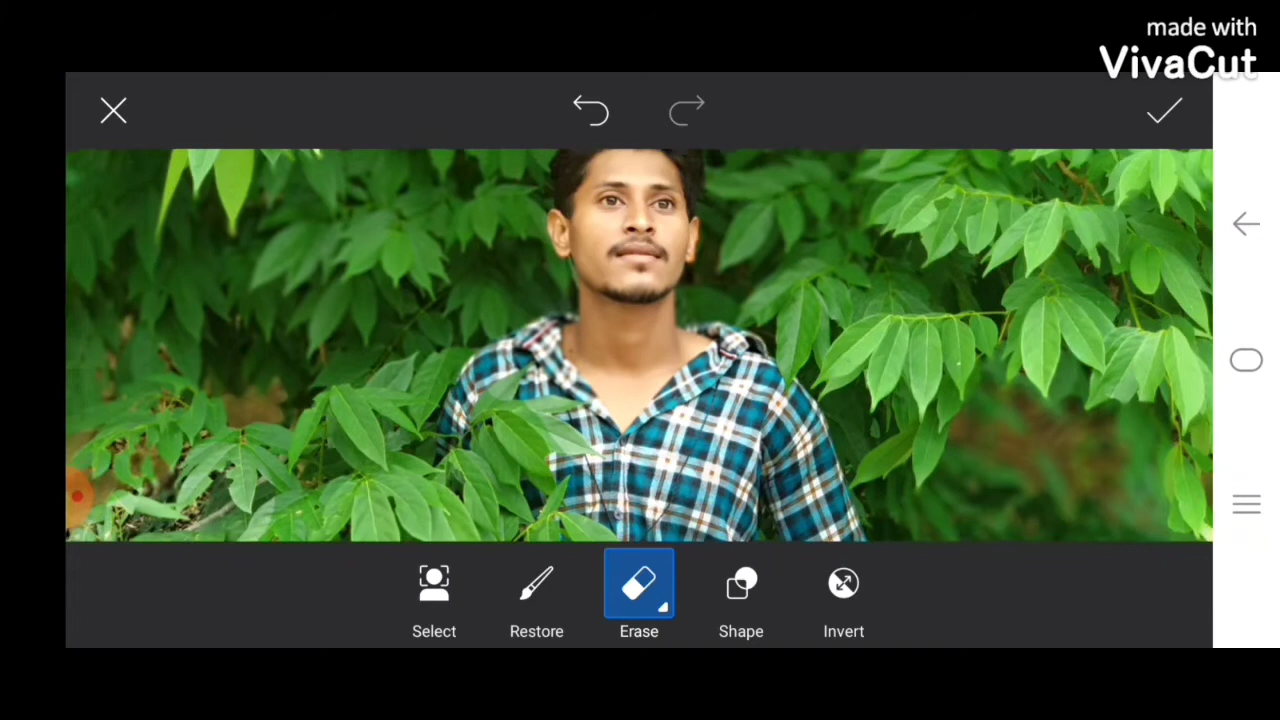 made with
VivaCut
Select
Restore
Erase
Shape
Invert